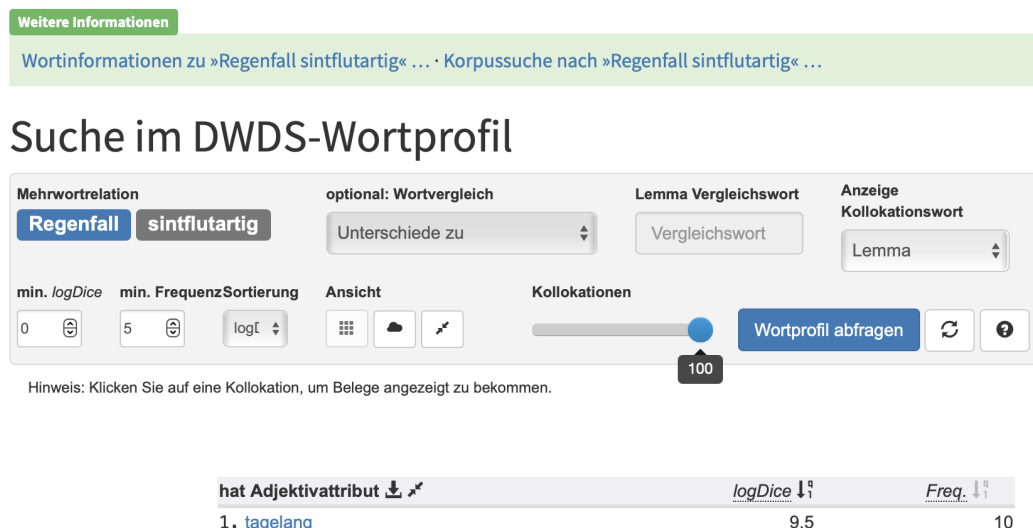 Weitere Informationen
Wortinformationen zu »Regenfall sintflutartig« … · Korpussuche nach »Regenfall sintflutartig« …
Suche im DWDS-Wortprofil
Mehrwortrelation
Regenfall sintflutartig
optional: Wortvergleich
Unterschiede zu
Lemma Vergleichswort
Vergleichswort
Anzeige
Kollokationswort
Lemma
min. logDice
0
min. Frequenz
5
Sortierung
logD
Ansicht
Kollokationen
100
Wortprofil abfragen
Hinweis: Klicken Sie auf eine Kollokation, um Belege angezeigt zu bekommen.
hat Adjektivattribut logDice Freq.
1. tagelang 9.5 10